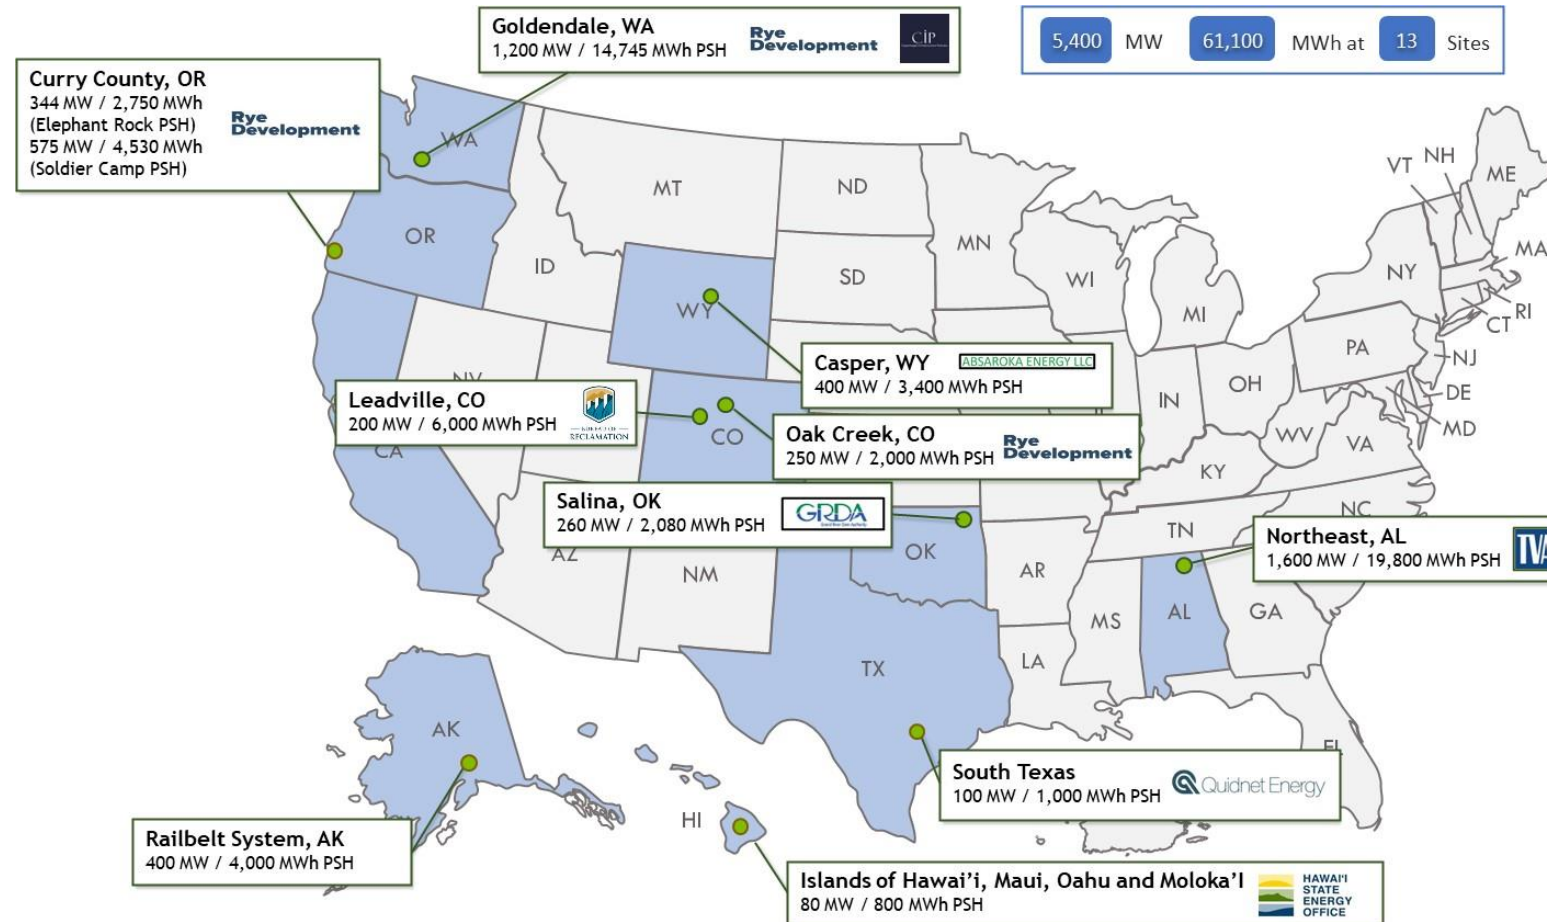 Goldendale, WA
1,200 MW / 14,745 MWh PSH
Rye
Development
CIP
5,400 MW 61,100 MWh at 13 Sites
Curry County, OR
344 MW / 2,750 MWh
(Elephant Rock PSH)
575 MW / 4,530 MWh
(Soldier Camp PSH)
Rye
Development
WA
MT
ND
MN
VT
NH
ME
OR
ID
SD
WI
NY
MA
WY
MI
CT
RI
PA
NJ
Casper, WY
400 MW / 3,400 MWh PSH
ABSAROKA ENERGY LLC
NV
OH
IN
DE
MD
Leadville, CO
200 MW / 6,000 MWh PSH
BUREAU OF
RECLAMATION
CO
Oak Creek, CO
250 MW / 2,000 MWh PSH
Rye
Development
WV
VA
KY
CA
Salina, OK
260 MW / 2,080 MWh PSH
GRDA
NC
TN
Northeast, AL
1,600 MW / 19,800 MWh PSH
TVA
AZ
NM
OK
AR
MS
AL
GA
LA
TX
AK
FL
South Texas
100 MW / 1,000 MWh PSH
Quidnet Energy
HI
Railbelt System, AK
400 MW / 4,000 MWh PSH
Islands of Hawai’i, Maui, Oahu and Moloka’I
80 MW / 800 MWh PSH
HAWAI'I
STATE
ENERGY
OFFICE